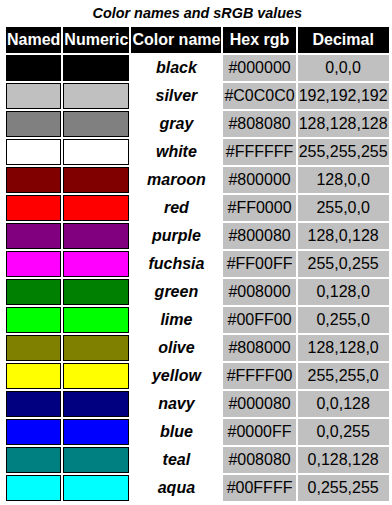 Color names and sRGB values
Named Numeric Color name Hex rgb Decimal
black #000000 0,0,0
silver #C0C0C0 192,192,192
gray #808080 128,128,128
white #FFFFFF 255,255,255
maroon #800000 128,0,0
red #FF0000 255,0,0
purple #800080 128,0,128
fuchsia #FF00FF 255,0,255
green #008000 0,128,0
lime #00FF00 0,255,0
olive #808000 128,128,0
yellow #FFFF00 255,255,0
navy #000080 0,0,128
blue #0000FF 0,0,255
teal #008080 0,128,128
aqua #00FFFF 0,255,255